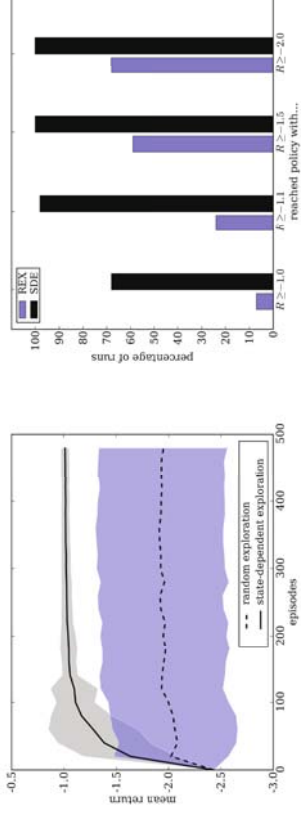 -0.5
-1.0
-1.5
-2.0
-2.5
-3.0
mean return
0
100
200
300
400
500
episodes
random exploration
state-dependent exploration
REX
SDE
100
90
80
70
60
50
40
30
20
10
0
percentage of runs
R≥−1.0
R≥−1.1
R≥−1.5
R≥−2.0
reached policy with...